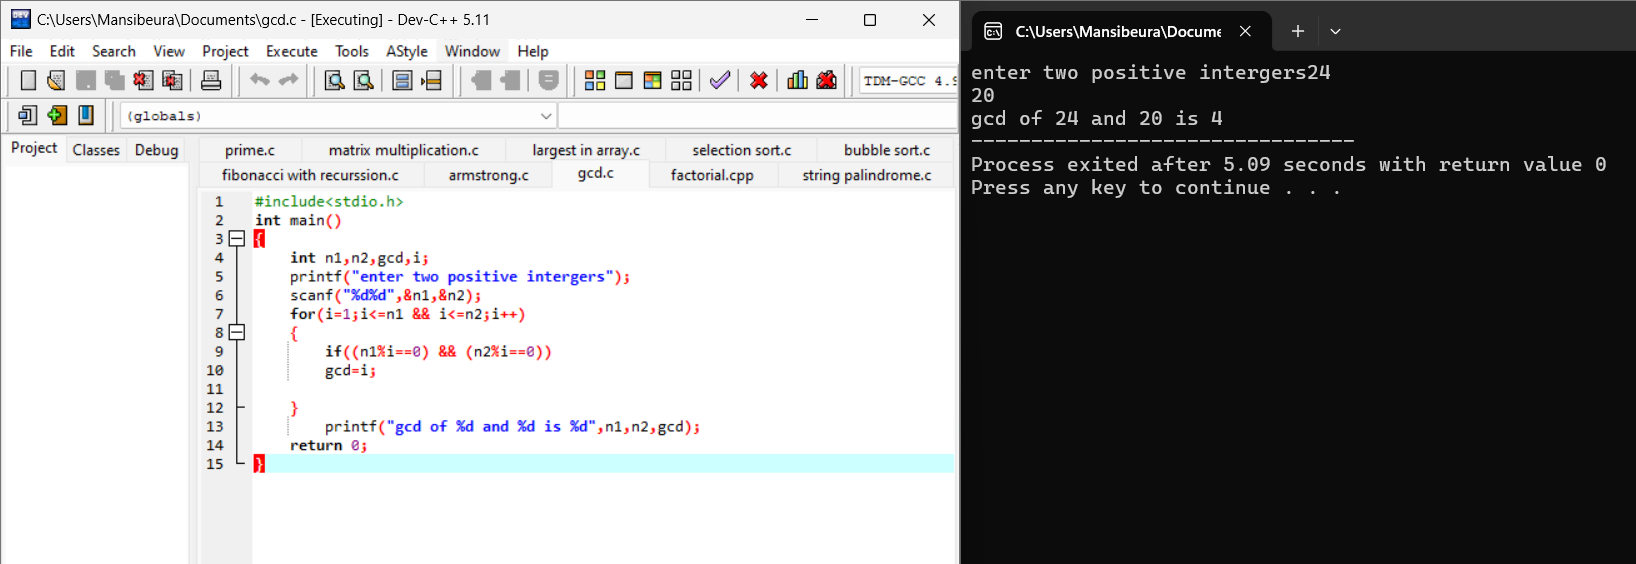 C:\Users\Mansibeura\Documents\gcd.c - [Executing] - Dev-C++ 5.11
File Edit Search View Project Execute Tools AStyle Window Help
TDM-GCC 4.9
(globals)
Project Classes Debug
prime.c matrix multiplication.c largest in array.c selection sort.c bubble sort.c
fibonacci with recurssion.c armstrong.c gcd.c factorial.cpp string palindrome.c
1 #include<stdio.h>
2 int main()
3 {
4 int n1,n2,gcd,i;
5 printf("enter two positive intergers");
6 scanf("%d%d",&n1,&n2);
7 for(i=1;i<=n1 && i<=n2;i++)
8 {
9 if((n1%i==0) && (n2%i==0))
10 gcd=i;
11
12 }
13 printf("gcd of %d and %d is %d",n1,n2,gcd);
14 return 0;
15 }
C:\Users\Mansibeura\Docume
enter two positive intergers24
20
gcd of 24 and 20 is 4
--------------------------------
Process exited after 5.09 seconds with return value 0
Press any key to continue . . .